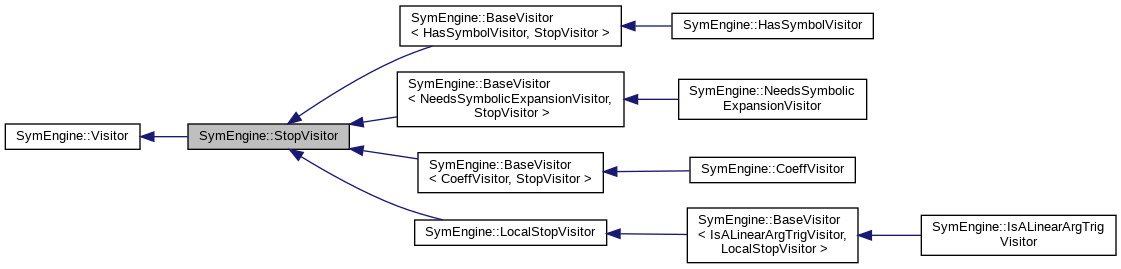 SymEngine::BaseVisitor
< HasSymbolVisitor, StopVisitor >
SymEngine::HasSymbolVisitor
SymEngine::BaseVisitor
< NeedsSymbolicExpansionVisitor,
StopVisitor >
SymEngine::NeedsSymbolic
ExpansionVisitor
SymEngine::Visitor
SymEngine::StopVisitor
SymEngine::BaseVisitor
< CoeffVisitor, StopVisitor >
SymEngine::CoeffVisitor
SymEngine::LocalStopVisitor
SymEngine::BaseVisitor
< IsALinearArgTrigVisitor,
LocalStopVisitor >
SymEngine::IsALinearArgTrig
Visitor